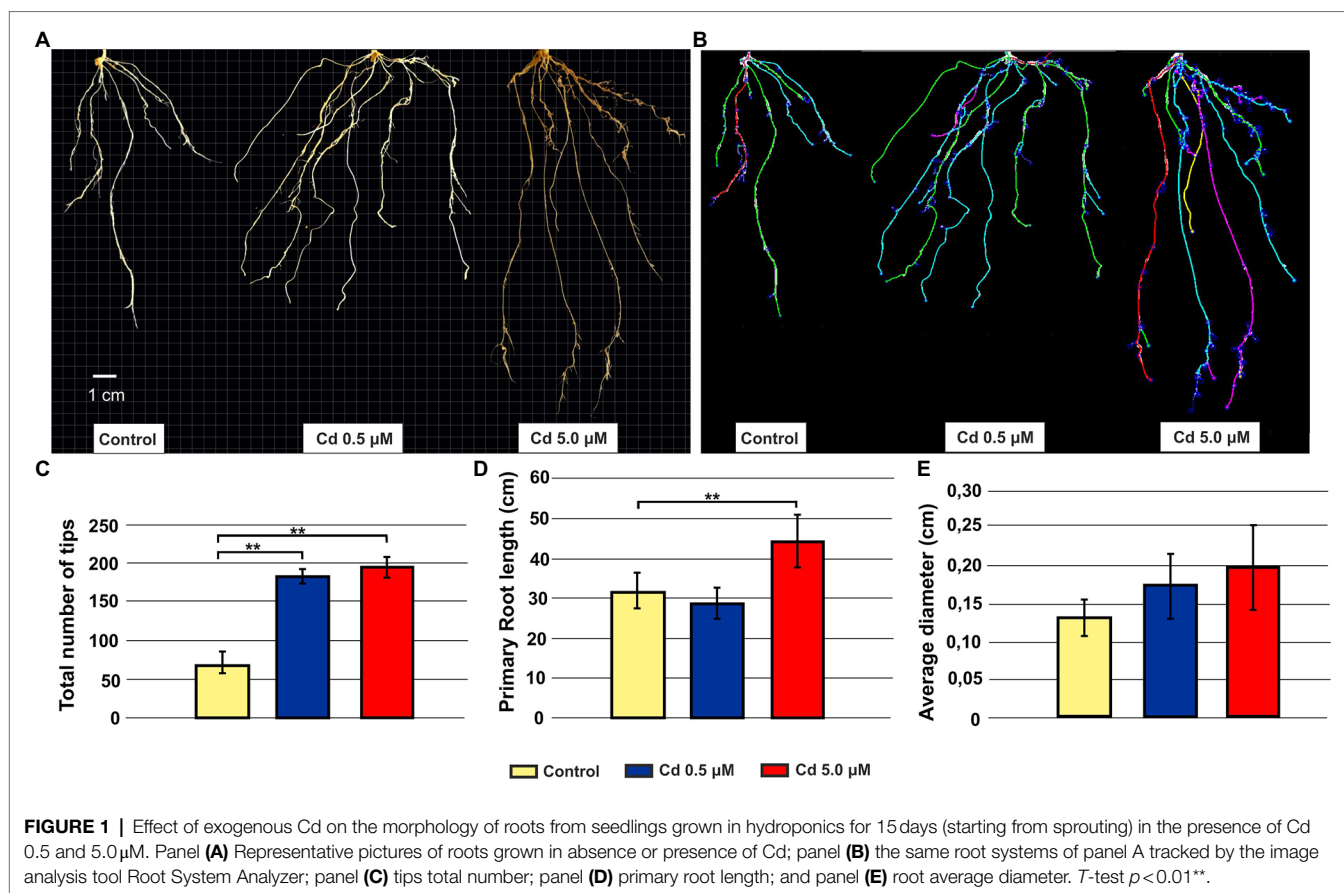 A
B
1 cm
Control
Cd 0.5 µM
Cd 5.0 µM
Control
Cd 0.5 µM
Cd 5.0 µM
C
Total number of tips
250
200
150
100
50
0
**
**
D
Primary Root length (cm)
60
50
40
30
20
10
0
**
E
Average diameter (cm)
0,30
0,25
0,20
0,15
0,10
0,05
0
Control
Cd 0.5 µM
Cd 5.0 µM
FIGURE 1 | Effect of exogenous Cd on the morphology of roots from seedlings grown in hydroponics for 15 days (starting from sprouting) in the presence of Cd
0.5 and 5.0 µM. Panel (A) Representative pictures of roots grown in absence or presence of Cd; panel (B) the same root systems of panel A tracked by the image
analysis tool Root System Analyzer; panel (C) tips total number; panel (D) primary root length; and panel (E) root average diameter. T-test p < 0.01**.